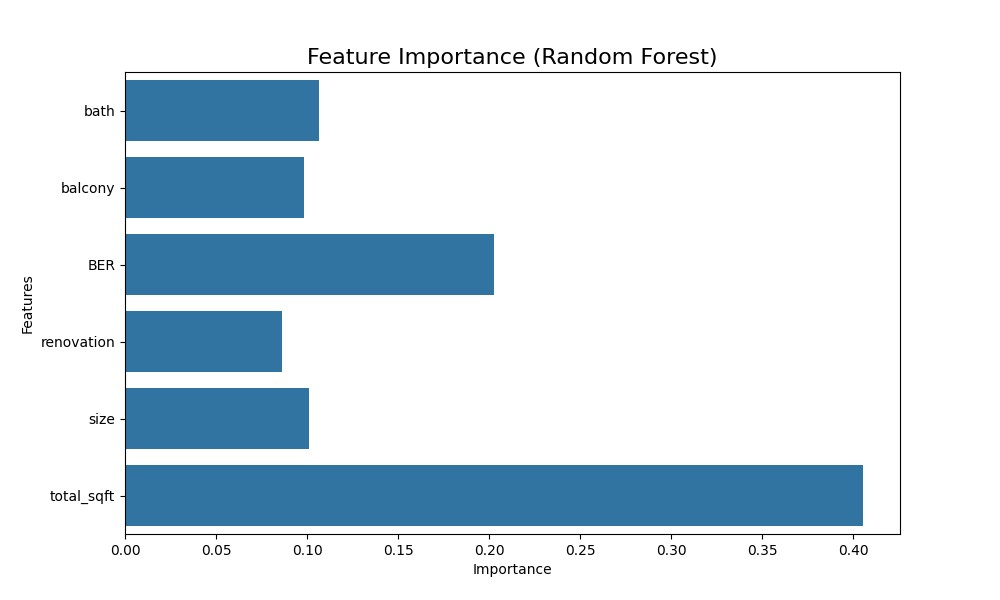 Feature Importance (Random Forest)
bath
balcony
BER
renovation
size
total_sqft
Features
0.00 0.05 0.10 0.15 0.20 0.25 0.30 0.35 0.40
Importance